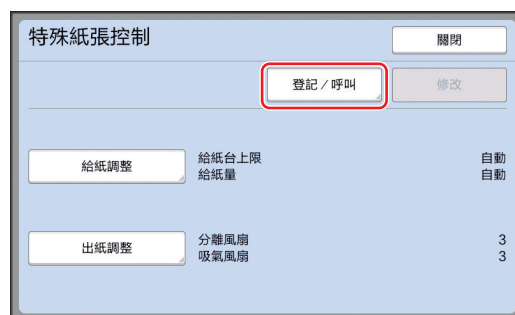 特殊紙張控制
關閉
登記／呼叫
修改
給紙調整
給紙台上限 自動
給紙量 自動
出紙調整
分離風扇 3
吸氣風扇 3